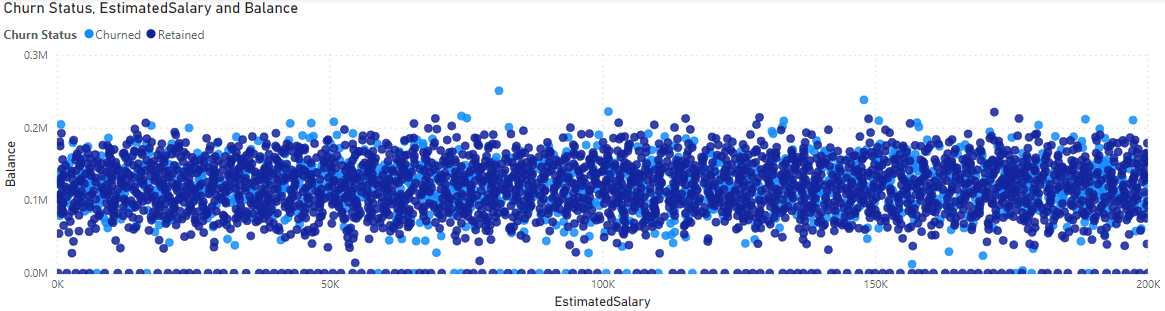 Churn Status, EstimatedSalary and Balance
Churn Status Churned Retained
0.3M
0.2M
0.1M
0.0M
Balance
0K 50K 100K 150K 200K
EstimatedSalary